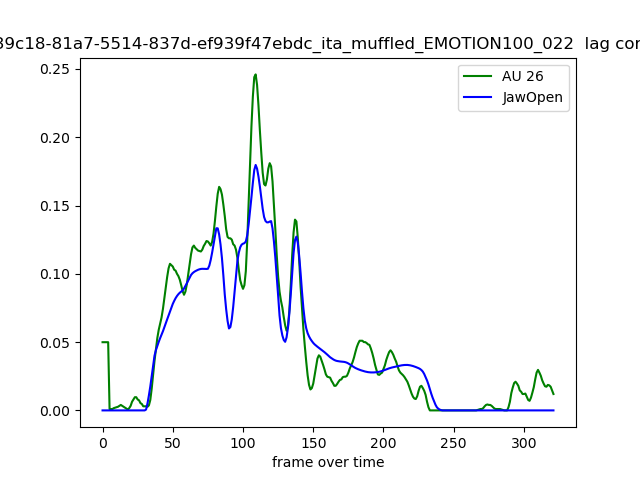 39c18-81a7-5514-837d-ef939f47ebdc_ita_muffled_EMOTION100_022 lag
AU 26
JawOpen
0.25
0.20
0.15
0.10
0.05
0.00
0 50 100 150 200 250 300
frame over time